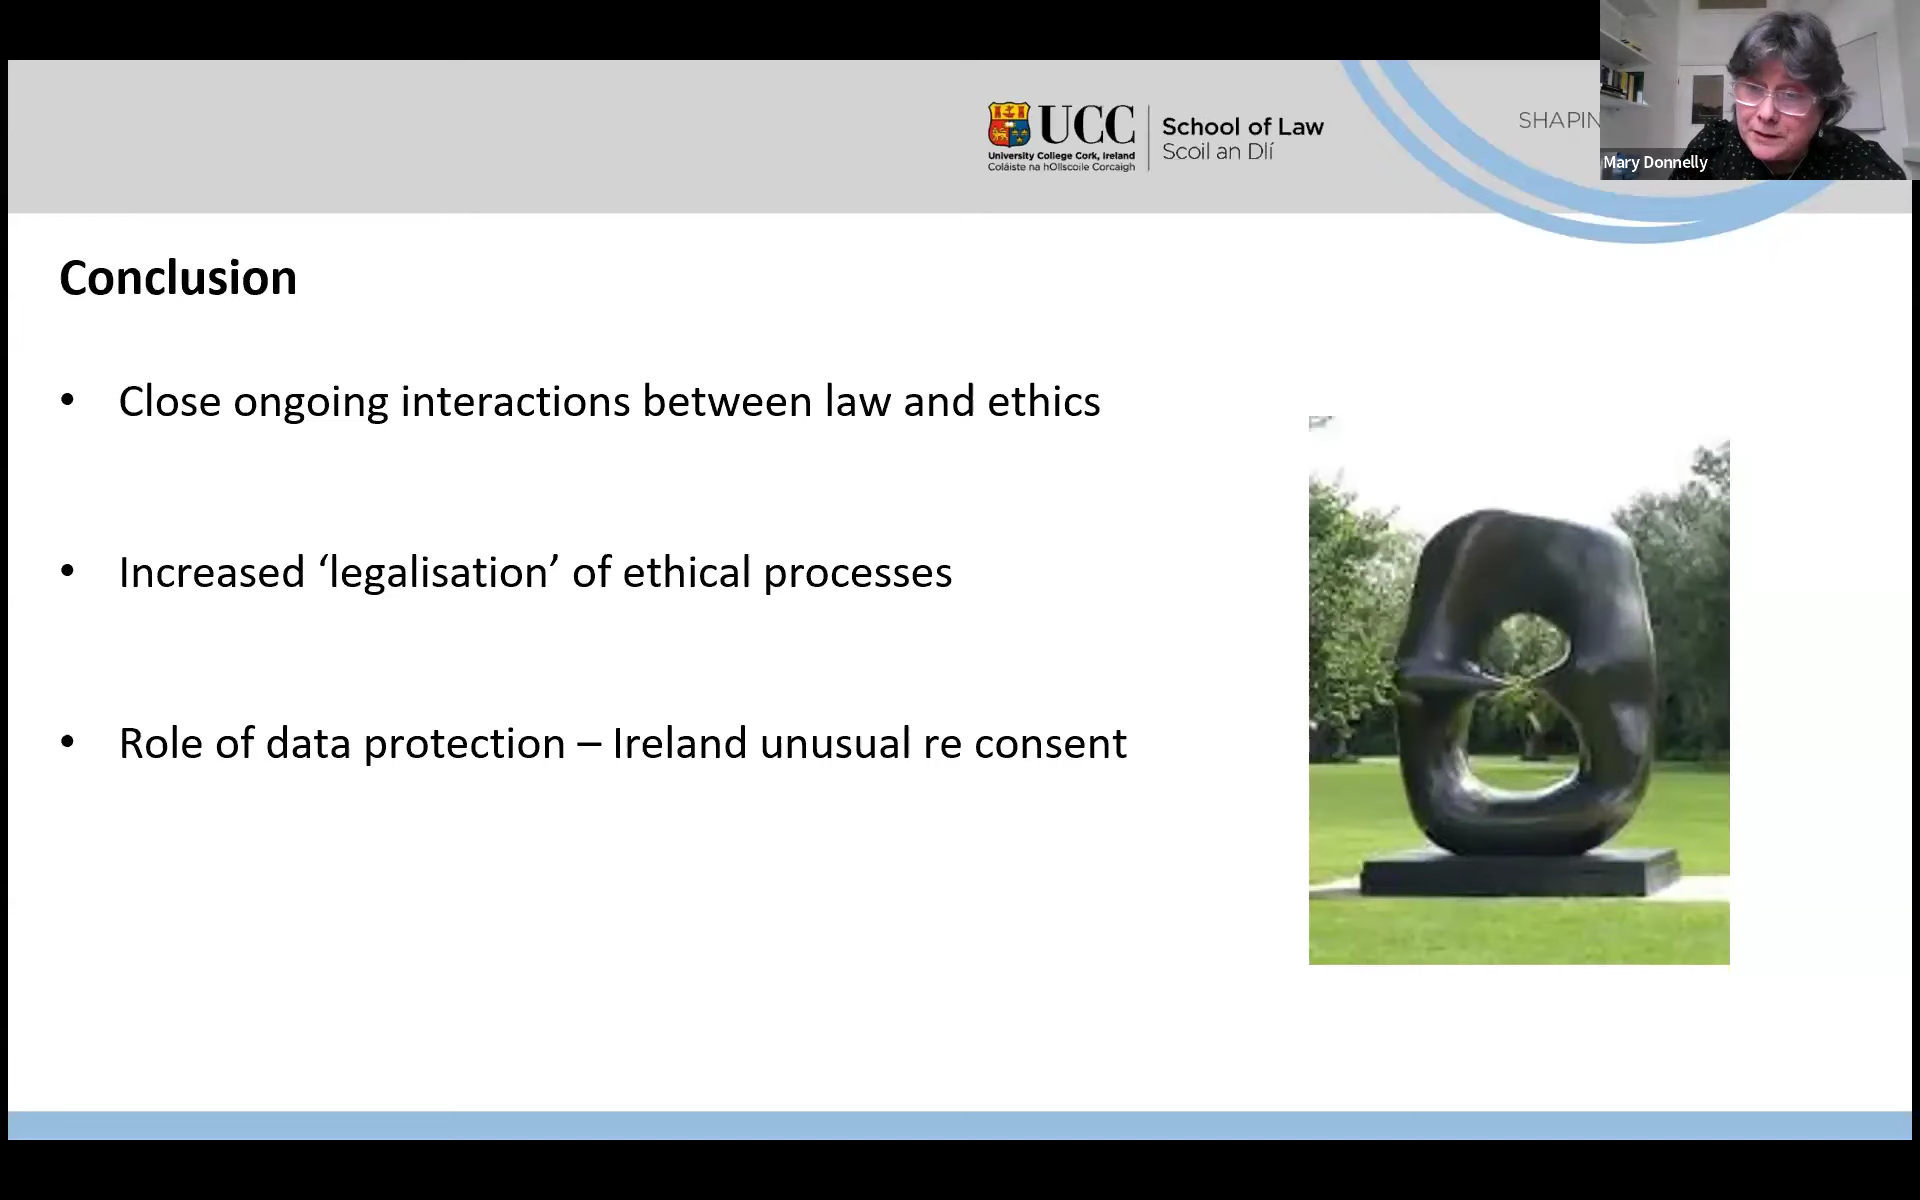 UCC
University College Cork, Ireland
Coláiste na hOllscoile Corcaigh
School of Law
Scoil an Dlí
SHAPIN
Mary Donnelly
Conclusion
• Close ongoing interactions between law and ethics
• Increased ‘legalisation’ of ethical processes
• Role of data protection – Ireland unusual re consent